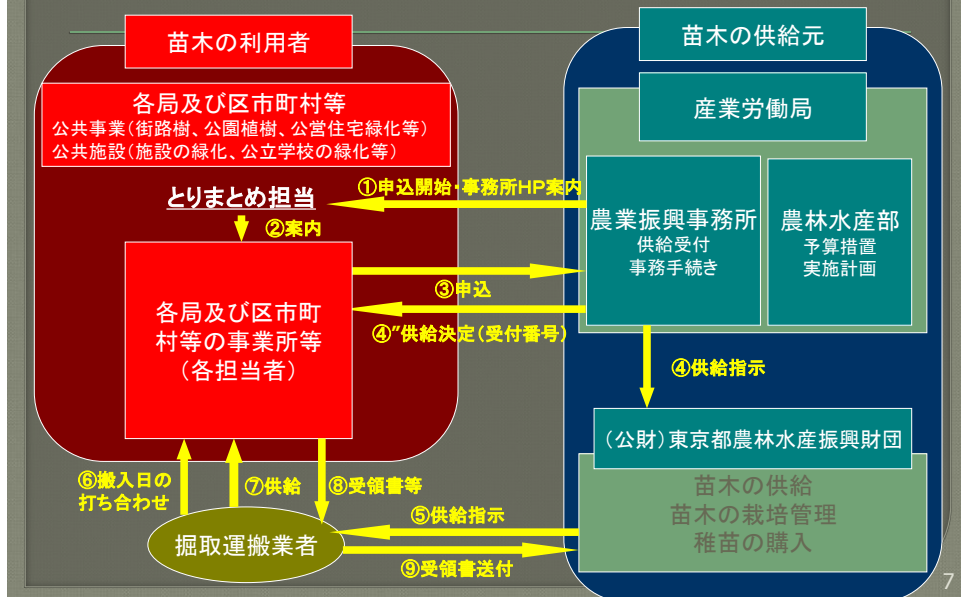 苗木の利用者
各局及び区市町村等
公共事業(街路樹、公園植樹、公営住宅緑化等)
公共施設(施設の緑化、公立学校の緑化等)
とりまとめ担当
②案内
各局及び区市町
村等の事業所等
(各担当者)
①申込開始・事務所HP案内
③申込
④”供給決定(受付番号)
苗木の供給元
産業労働局
農業振興事務所
供給受付
事務手続き
農林水産部
予算措置
実施計画
④供給指示
(公財)東京都農林水産振興財団
苗木の供給
苗木の栽培管理
稚苗の購入
⑤供給指示
⑥搬入日の
打ち合わせ
⑦供給
⑧受領書等
掘取運搬業者
⑨受領書送付
7